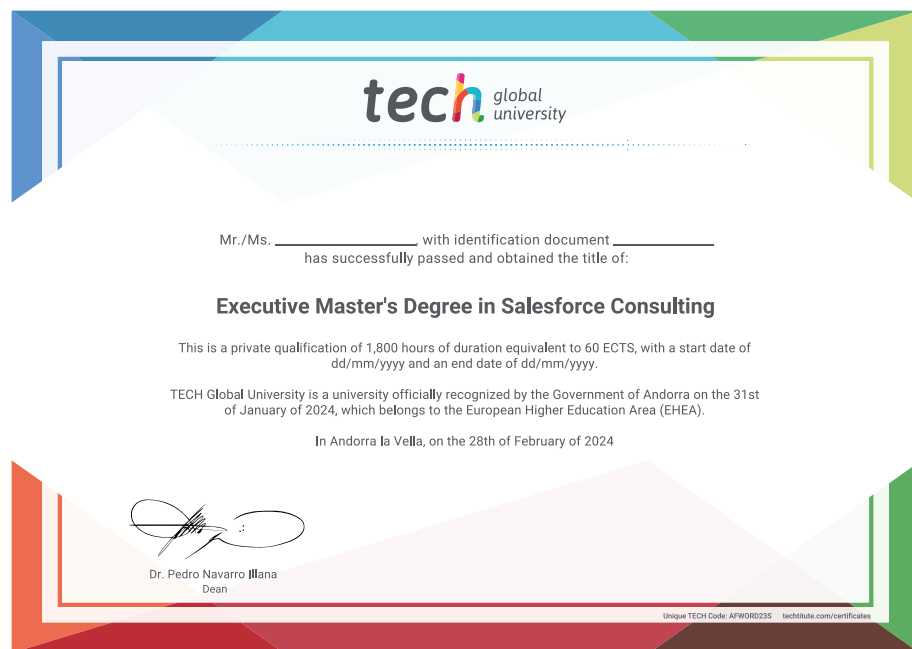 tech global university
Mr./Ms. ________________, with identification document ____________
has successfully passed and obtained the title of:
Executive Master's Degree in Salesforce Consulting
This is a private qualification of 1,800 hours of duration equivalent to 60 ECTS, with a start date of
dd/mm/yyyy and an end date of dd/mm/yyyy.
TECH Global University is a university officially recognized by the Government of Andorra on the 31st
of January of 2024, which belongs to the European Higher Education Area (EHEA).
In Andorra la Vella, on the 28th of February of 2024
Dr. Pedro Navarro Illana
Dean
Unique TECH Code: AFWORD23S techtitute.com/certificates